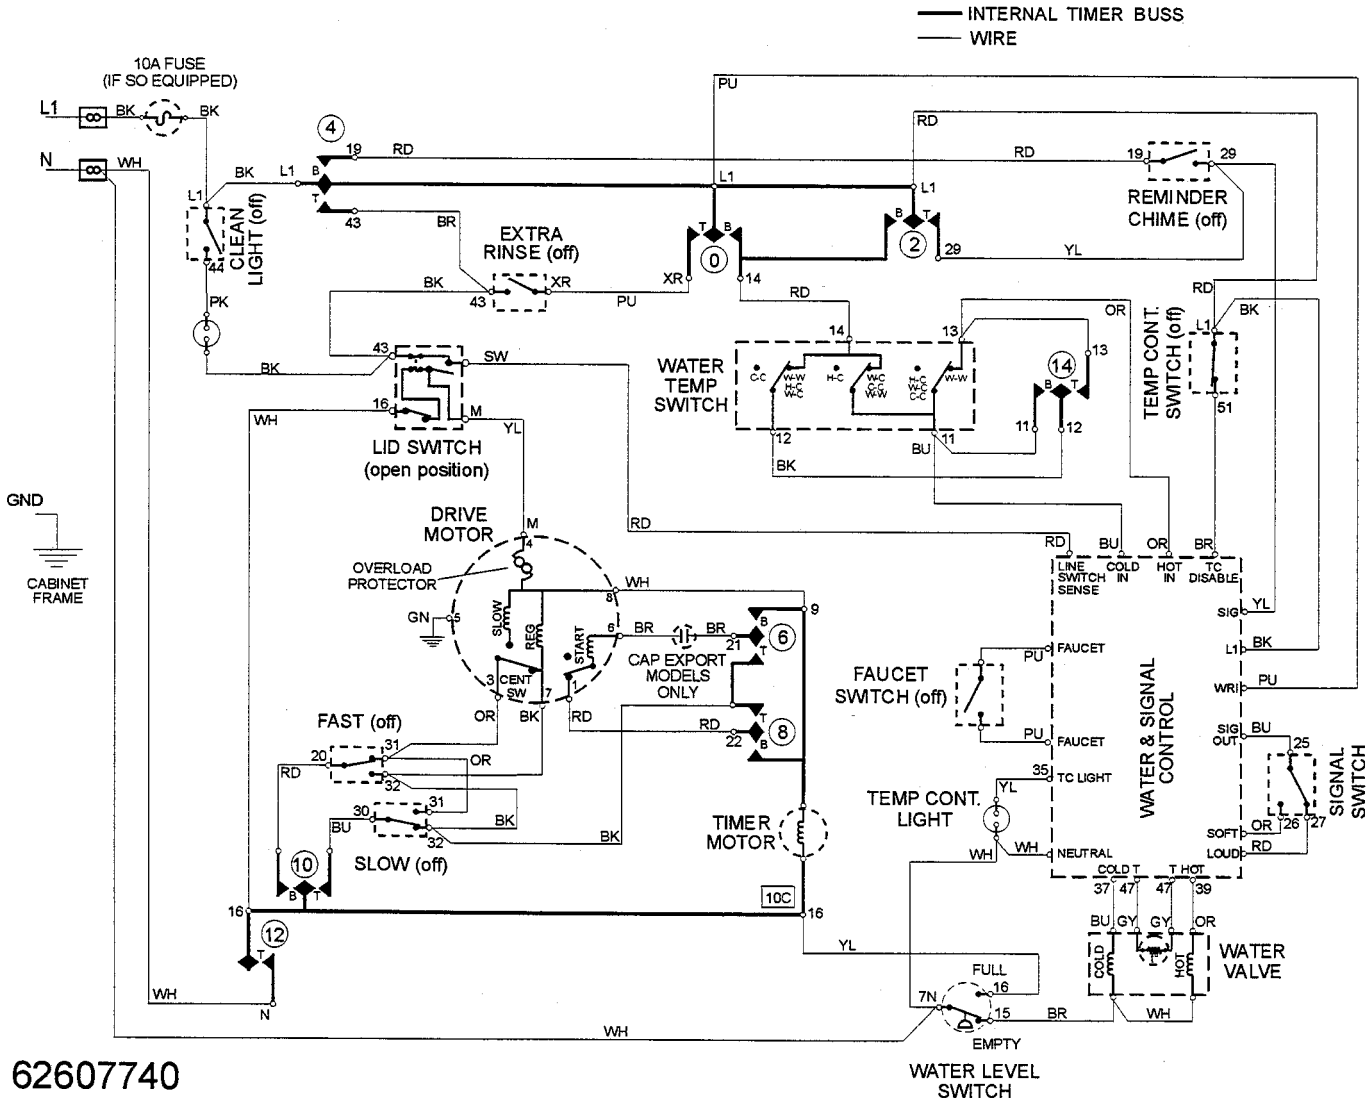 INTERNAL TIMER BUSS
WIRE
10A FUSE
(IF SO EQUIPPED)
L1
8
BK
BK
N
8
WH
PU
RD
4
19
RD
RD
19
29
BK
L1
B
T
43
BR
L1
L1
REMINDER
CHIME (off)
L1
CLEAN
LIGHT (off)
44
PK
BK
EXTRA
RINSE (off)
BK
43
XR
PU
XR
T
B
0
14
RD
B
T
2
29
YL
RD
L1
BK
TEMP CONT.
SWITCH (off)
51
43
SW
16
M
WH
YL
LID SWITCH
(open position)
WATER
TEMP
SWITCH
14
13
OR
C-C
W-W
H-C
W-C
H-C
W-C
C-C
W-W
H-C
W-C
C-C
W-W
12
11
BU
BK
14
B
T
13
11
12
GND
CABINET
FRAME
DRIVE
MOTOR
M
4
OVERLOAD
PROTECTOR
GN
5
SLOW
REG
START
8
WH
6
BR
BR
21
CAP EXPORT
MODELS
ONLY
3
CENT
SW
7
1
OR
BK
RD
RD
22
9
B
6
T
T
8
B
RD
RD
BU
OR
BR
LINE
SWITCH
SENSE
COLD
IN
HOT
IN
TC
DISABLE
SIG
YL
L1
BK
WRI
PU
SIG
OUT
BU
25
SIGNAL
SWITCH
SOFT
OR
26
27
LOUD
RD
FAUCET
PU
FAUCET
SWITCH (off)
PU
FAUCET
35
TC LIGHT
YL
TEMP CONT.
LIGHT
WH
WH
NEUTRAL
WATER & SIGNAL
CONTROL
COLD T
T HOT
37
47
47
39
BU
GY
GY
OR
COLD
HOT
WATER
VALVE
FAST (off)
20
31
32
RD
OR
30
31
32
BU
BK
BK
SLOW (off)
10
B
T
TIMER
MOTOR
10C
16
16
12
T
WH
N
YL
FULL
16
7N
15
BR
WH
EMPTY
WH
WATER LEVEL
SWITCH
62607740